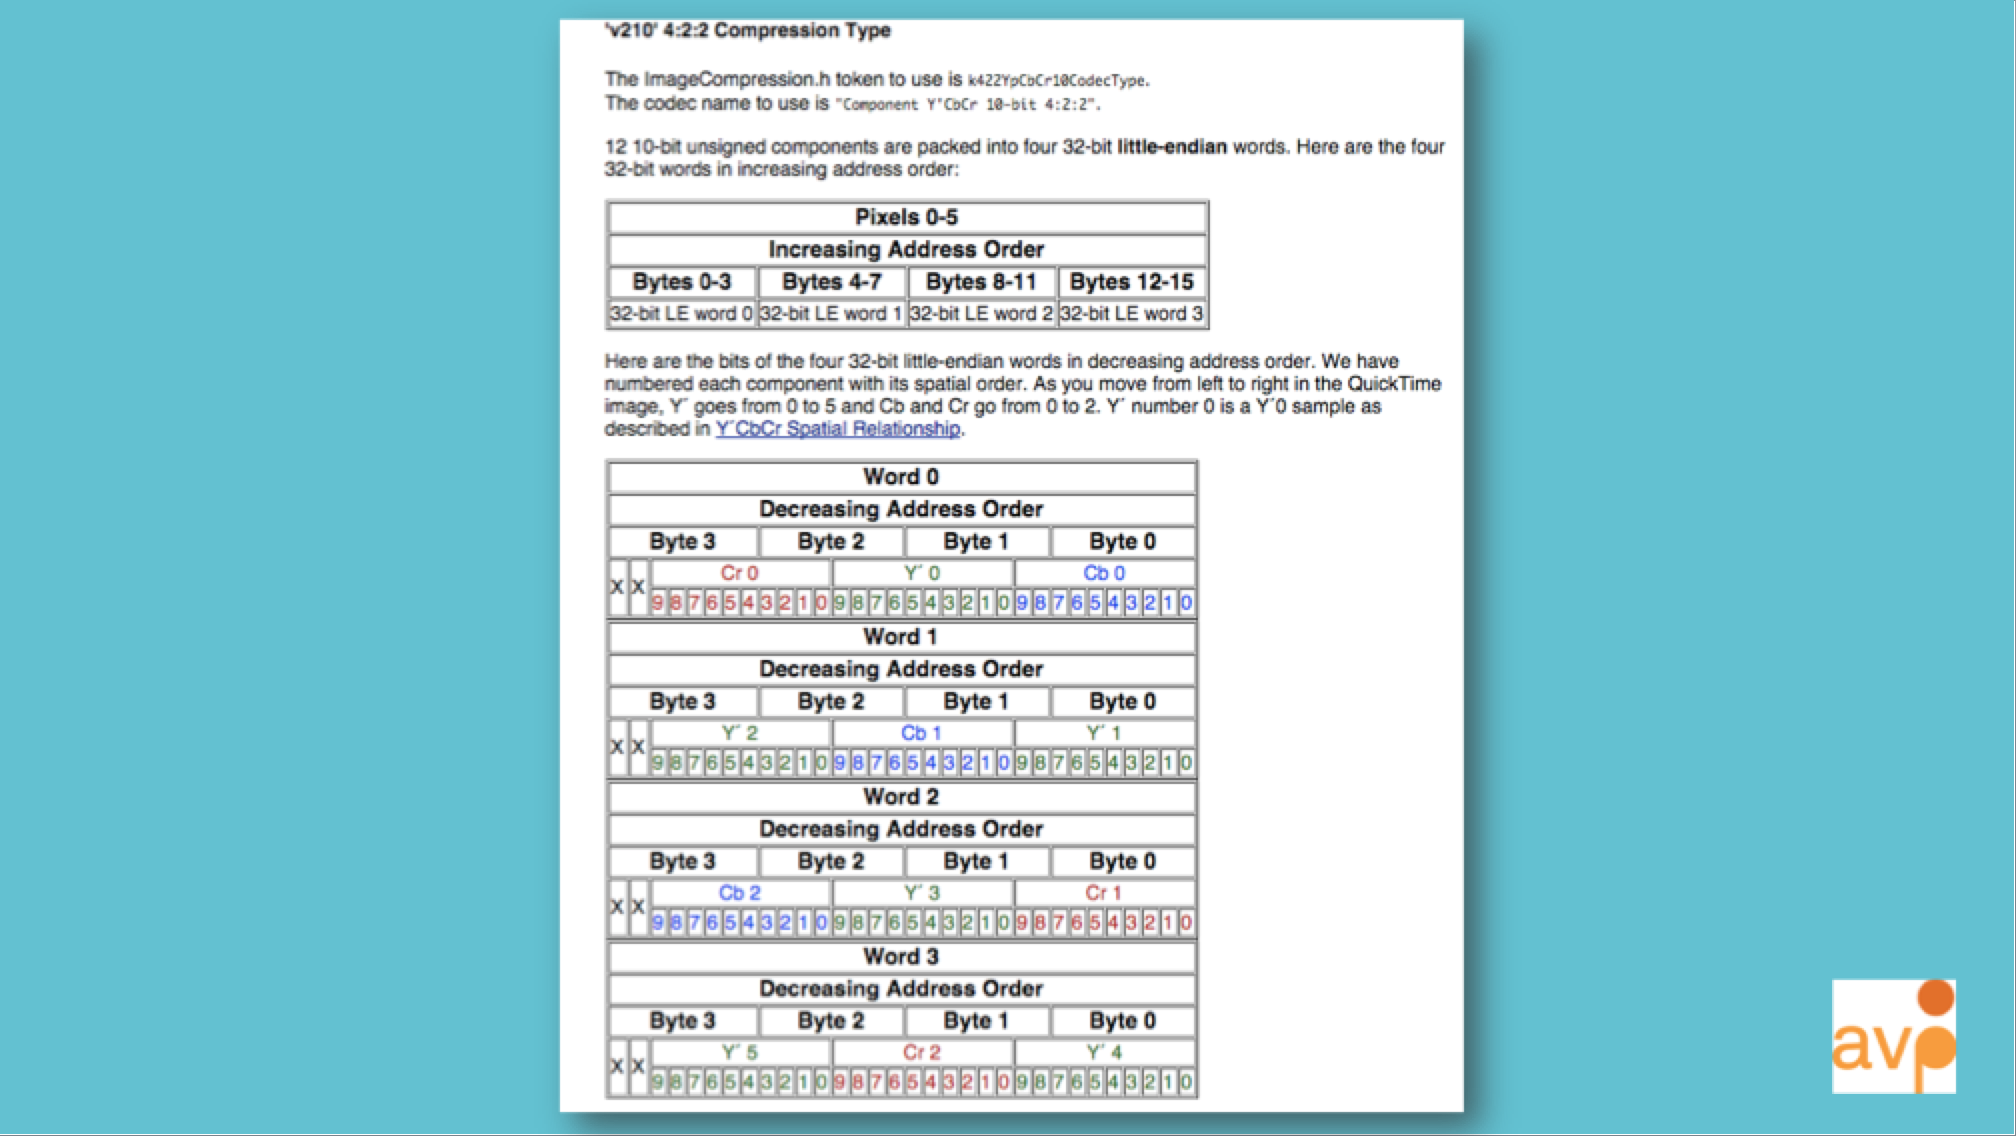 'v210' 4:2:2 Compression Type
The ImageCompression.h token to use is k422YpCbCr10CodecType.
The codec name to use is "Component Y'CbCr 10-bit 4:2:2".
12 10-bit unsigned components are packed into four 32-bit little-endian words. Here are the four
32-bit words in increasing address order:
Pixels 0-5
Increasing Address Order
Bytes 0-3 Bytes 4-7 Bytes 8-11 Bytes 12-15
32-bit LE word 0 32-bit LE word 1 32-bit LE word 2 32-bit LE word 3
Here are the bits of the four 32-bit little-endian words in decreasing address order. We have
numbered each component with its spatial order. As you move from left to right in the QuickTime
image, Y´ goes from 0 to 5 and Cb and Cr go from 0 to 2. Y´ number 0 is a Y´0 sample as
described in Y´CbCr Spatial Relationship.
Word 0
Decreasing Address Order
Byte 3 Byte 2 Byte 1 Byte 0
X X Cr 0 Y´ 0 Cb 0
9 8 7 6 5 4 3 2 1 0 9 8 7 6 5 4 3 2 1 0 9 8 7 6 5 4 3 2 1 0
Word 1
Decreasing Address Order
Byte 3 Byte 2 Byte 1 Byte 0
X X Y´ 2 Cb 1 Y´ 1
9 8 7 6 5 4 3 2 1 0 9 8 7 6 5 4 3 2 1 0 9 8 7 6 5 4 3 2 1 0
Word 2
Decreasing Address Order
Byte 3 Byte 2 Byte 1 Byte 0
X X Cb 2 Y´ 3 Cr 1
9 8 7 6 5 4 3 2 1 0 9 8 7 6 5 4 3 2 1 0 9 8 7 6 5 4 3 2 1 0
Word 3
Decreasing Address Order
Byte 3 Byte 2 Byte 1 Byte 0
X X Y´ 5 Cr 2 Y´ 4
9 8 7 6 5 4 3 2 1 0 9 8 7 6 5 4 3 2 1 0 9 8 7 6 5 4 3 2 1 0
avp